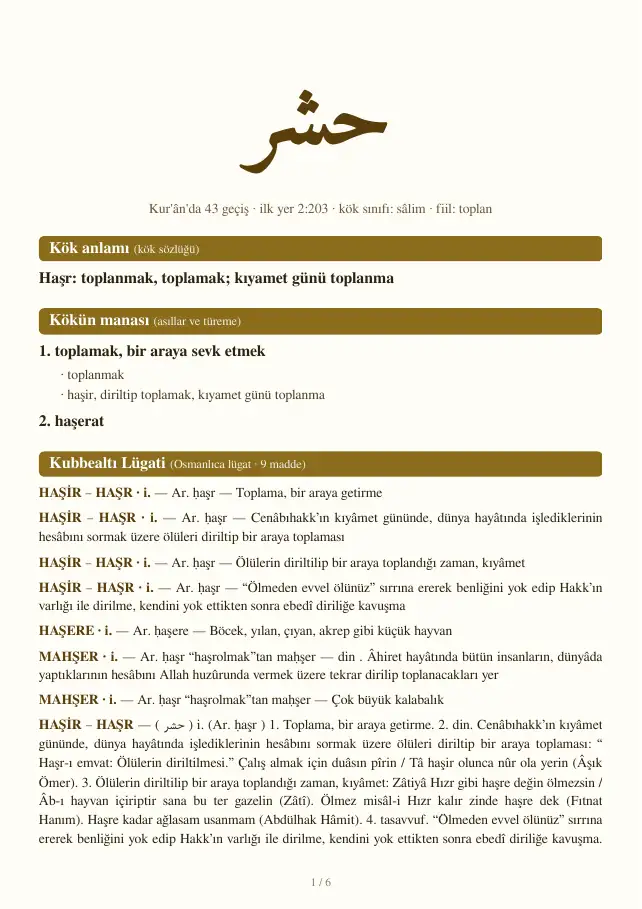 حشر
Kur'ân'da 43 geçiş · ilk yer 2:203 · kök sınıfı: sâlim · fiil: toplan
Kök anlamı (kök sözlüğü)
Haşr: toplanmak, toplamak; kıyamet günü toplanma
Kökün manası (asıllar ve türeme)
1. toplamak, bir araya sevk etmek
· toplanmak
· haşir, diriltip toplamak, kıyamet günü toplanma
2. haşerat
Kubbealtı Lügati (Osmanlıca lügat · 9 madde)
HAŞİR – HAŞR · i. — Ar. ḥaşr — Toplama, bir araya getirme
HAŞİR – HAŞR · i. — Ar. ḥaşr — Cenâbıhakk’ın kıyâmet gününde, dünya hayâtında işlediklerinin
hesâbını sormak üzere ölüleri diriltip bir araya toplaması
HAŞİR – HAŞR · i. — Ar. ḥaşr — Ölülerin diriltilip bir araya toplandığı zaman, kıyâmet
HAŞİR – HAŞR · i. — Ar. ḥaşr — “Ölmeden evvel ölünüz” sırrına ererek benliğini yok edip Hakk’ın
varlığı ile dirilme, kendini yok ettikten sonra ebedî diriliğe kavuşma
HAŞERE · i. — Ar. ḥaşere — Böcek, yılan, çıyan, akrep gibi küçük hayvan
MAHŞER · i. — Ar. ḥaşr “haşrolmak”tan maḥşer — din . Âhiret hayâtında bütün insanların, dünyâda
yaptıklarının hesâbını Allah huzûrunda vermek üzere tekrar dirilip toplanacakları yer
MAHŞER · i. — Ar. ḥaşr “haşrolmak”tan maḥşer — Çok büyük kalabalık
HAŞİR – HAŞR — ( حشر ) i. (Ar. ḥaşr ) 1. Toplama, bir araya getirme. 2. din. Cenâbıhakk’ın kıyâmet
gününde, dünya hayâtında işlediklerinin hesâbını sormak üzere ölüleri diriltip bir araya toplaması: “
Haşr-ı emvat: Ölülerin diriltilmesi.” Çalış almak için duâsın pîrin / Tâ haşir olunca nûr ola yerin (Âşık
Ömer). 3. Ölülerin diriltilip bir araya toplandığı zaman, kıyâmet: Zâtiyâ Hızr gibi haşre değin ölmezsin /
Âb-ı hayvan içiriptir sana bu ter gazelin (Zâtî). Ölmez misâl-i Hızr kalır zinde haşre dek (Fıtnat
Hanım). Haşre kadar ağlasam usanmam (Abdülhak Hâmit). 4. tasavvuf. “Ölmeden evvel ölünüz” sırrına
ererek benliğini yok edip Hakk’ın varlığı ile dirilme, kendini yok ettikten sonra ebedî diriliğe kavuşma.
1 / 6